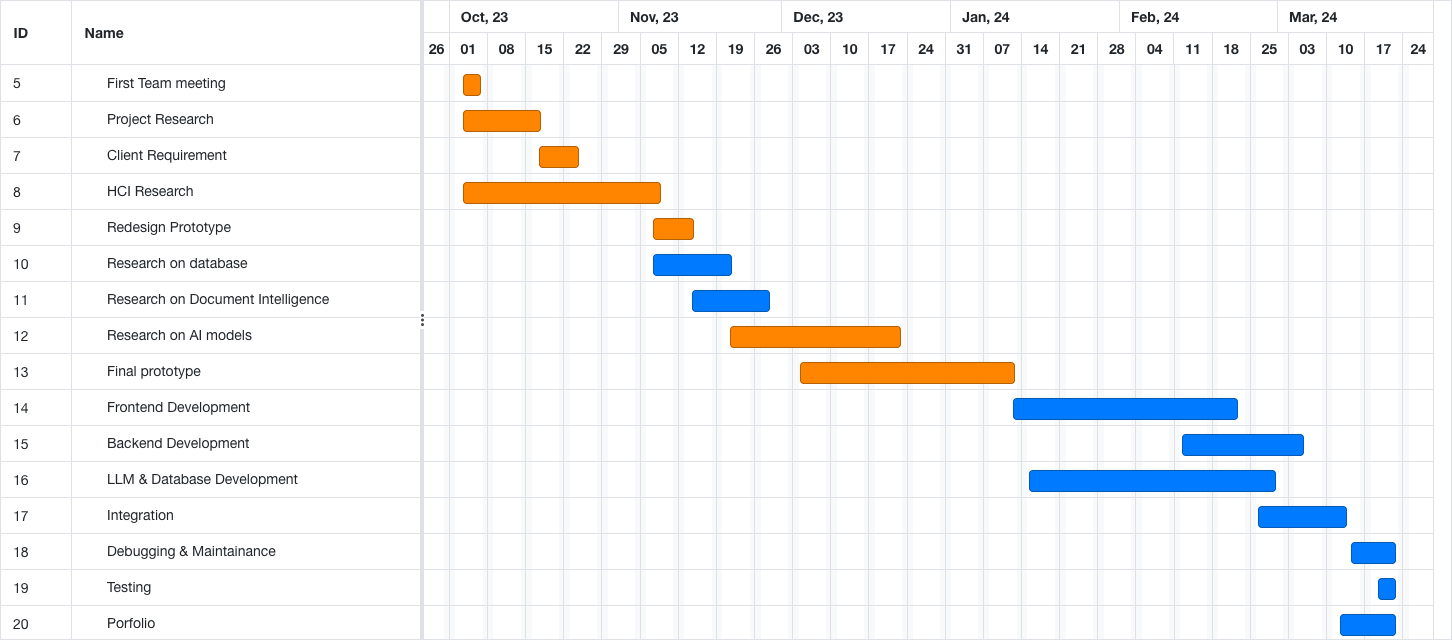 ID Name Oct, 23 Nov, 23 Dec, 23 Jan, 24 Feb, 24 Mar, 24
26 01 08 15 22 29 05 12 19 26 03 10 17 24 31 07 14 21 28 04 11 18 25 03 10 17 24
5 First Team meeting
6 Project Research
7 Client Requirement
8 HCI Research
9 Redesign Prototype
10 Research on database
11 Research on Document Intelligence
12 Research on AI models
13 Final prototype
14 Frontend Development
15 Backend Development
16 LLM & Database Development
17 Integration
18 Debugging & Maintainance
19 Testing
20 Porfolio